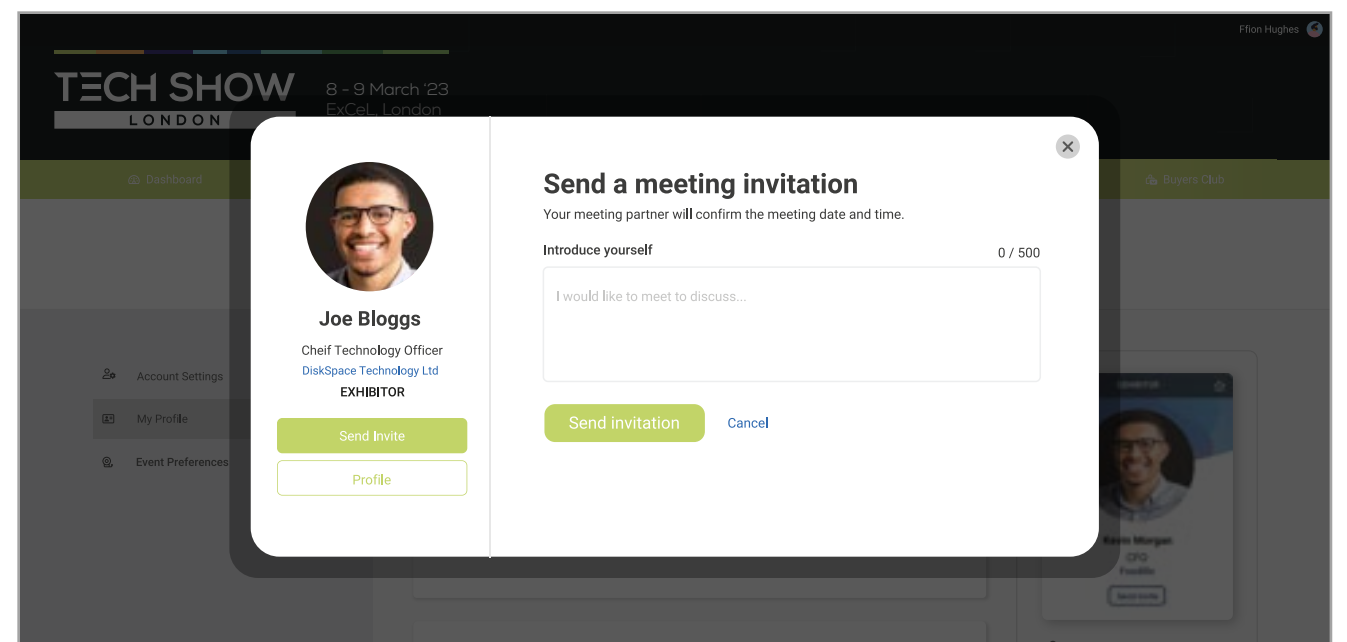 Ffion Hughes
TECH SHOW
LONDON
8 - 9 March '23
ExCeL, London
Dashboard
Buyers Club
Send a meeting invitation
Your meeting partner will confirm the meeting date and time.
Introduce yourself
0 / 500
I would like to meet to discuss...
Send invitation
Cancel
Joe Bloggs
Cheif Technology Officer
DiskSpace Technology Ltd
EXHIBITOR
Send Invite
Profile
Account Settings
My Profile
Event Preferences
EXHIBITOR
Kevin Morgan
CFO